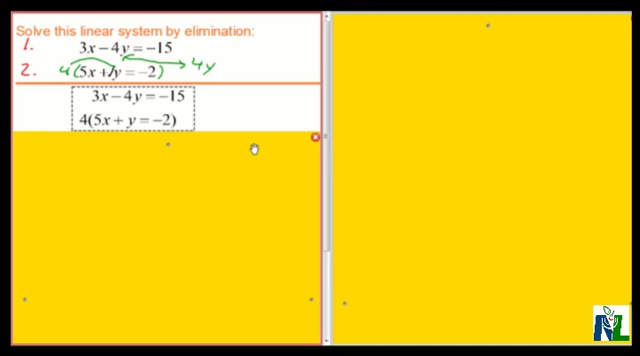 Solve this linear system by elimination:
1. 3x − 4y = −15
2. 4(5x + 1y = −2) 4y
3x − 4y = −15
4(5x + y = −2)
NL